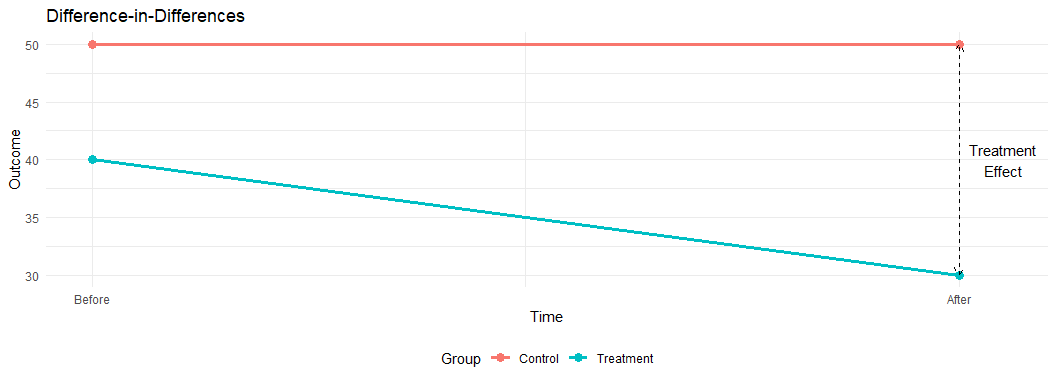 Difference-in-Differences
50
45
40
35
30
Outcome
Treatment
Effect
Before
After
Time
Group Control Treatment